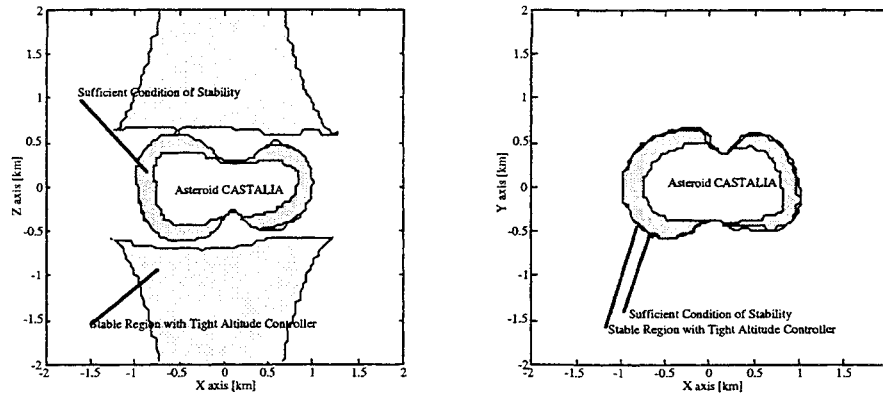 2
1.5
1
0.5
0
-0.5
-1
-1.5
-2
Z axis [km]
Sufficient Condition of Stability
Asteroid CASTALIA
Stable Region with Tight Altitude Controller
-2 -1.5 -1 -0.5 0 0.5 1 1.5 2
X axis [km]
2
1.5
1
0.5
0
-0.5
-1
-1.5
-2
Y axis [km]
Asteroid CASTALIA
Sufficient Condition of Stability
Stable Region with Tight Altitude Controller
-2 -1.5 -1 -0.5 0 0.5 1 1.5 2
X axis [km]